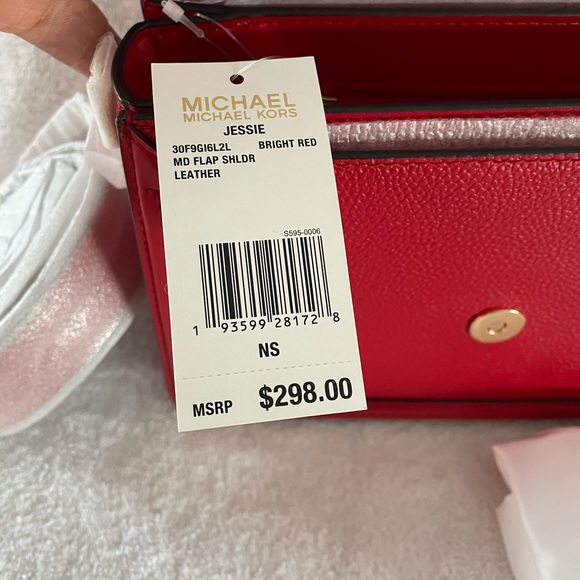 MICHAEL
MICHAEL KORS
JESSIE
30F9GI6L2L BRIGHT RED
MD FLAP SHLDR
LEATHER
S595-0006
1 93599 28172 8
NS
MSRP $298.00